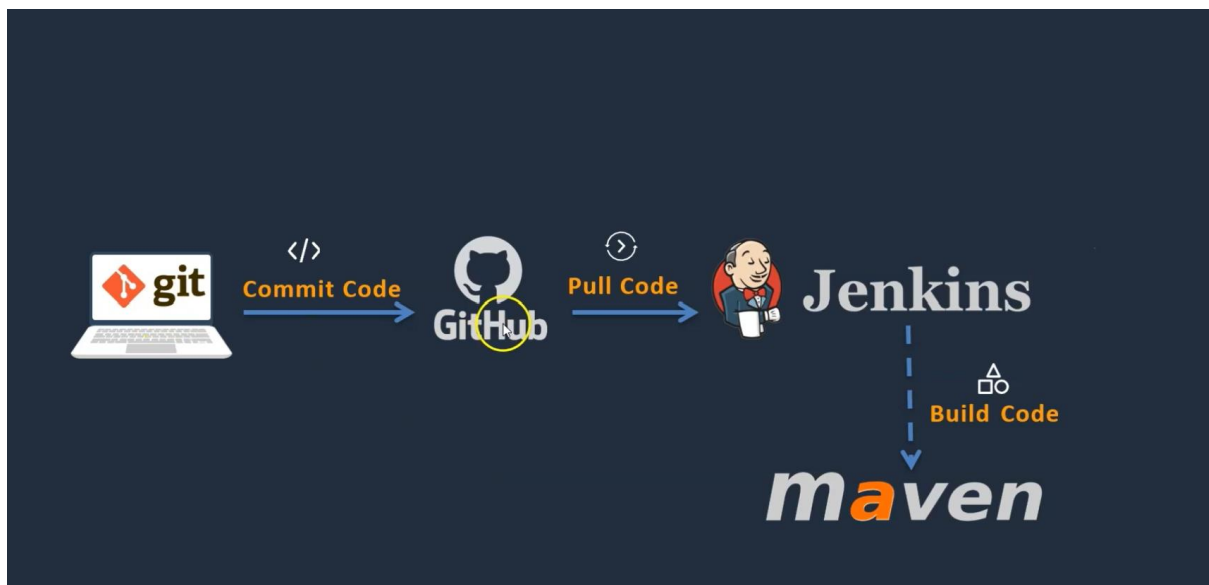 git
</>
Commit Code
GitHub
Pull Code
Jenkins
Build Code
maven